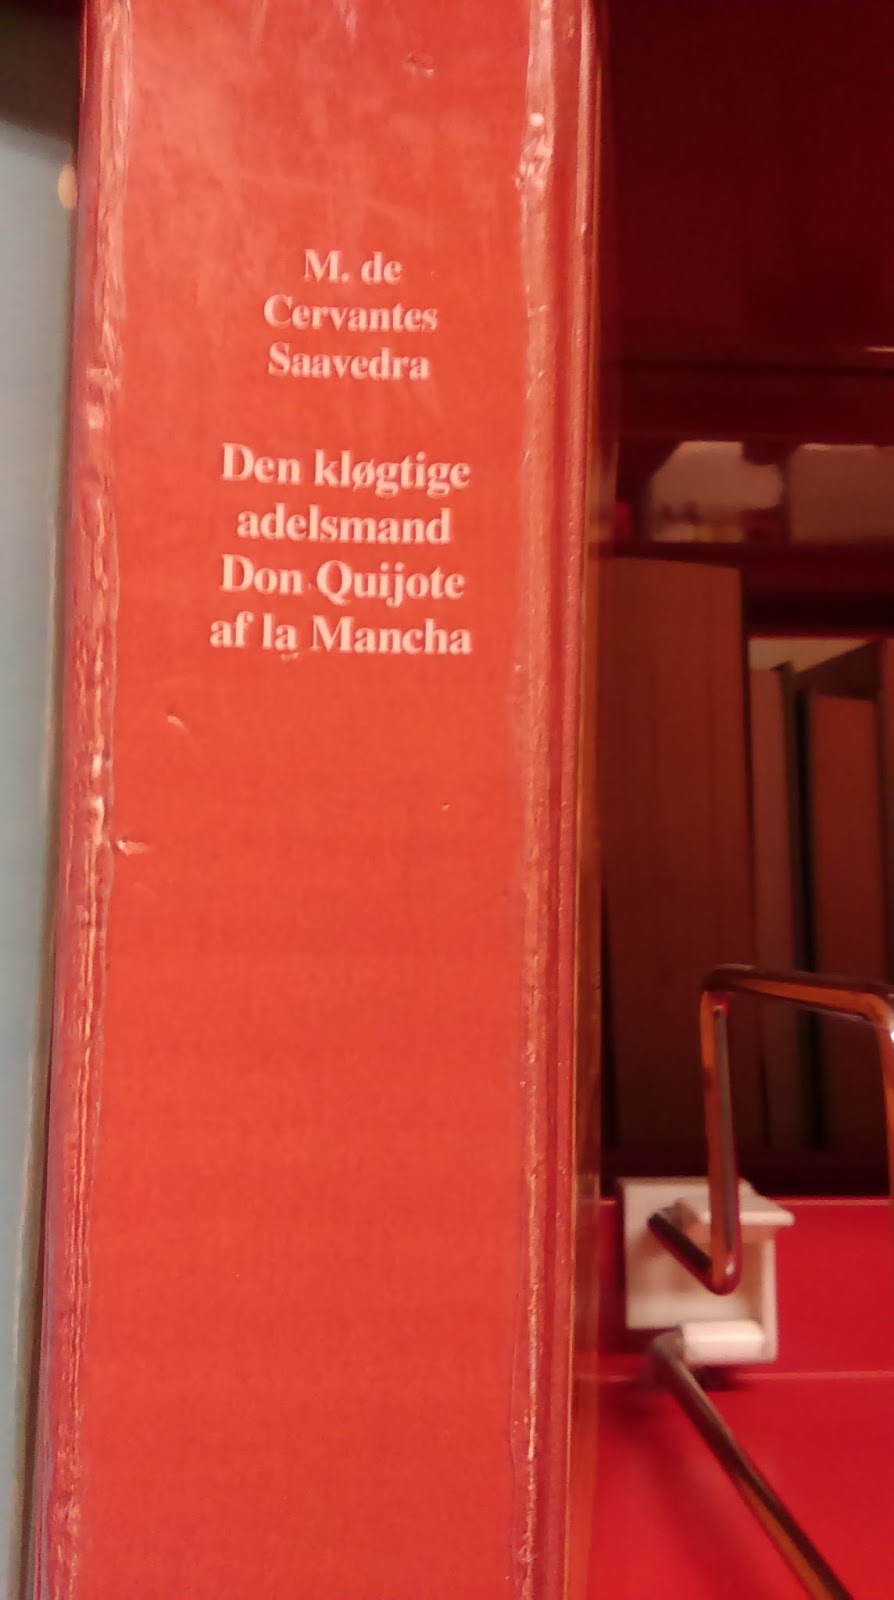 M. de
Cervantes
Saavedra
Den kløgtige
adelsmand
Don Quijote
af la Mancha